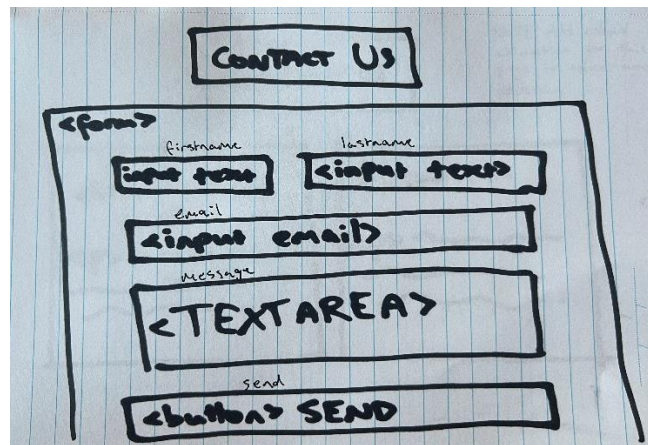 CONTACT US
<form>
firstname lastname
input text <input text>
email
<input email>
message
<TEXTAREA>
send
<button> SEND